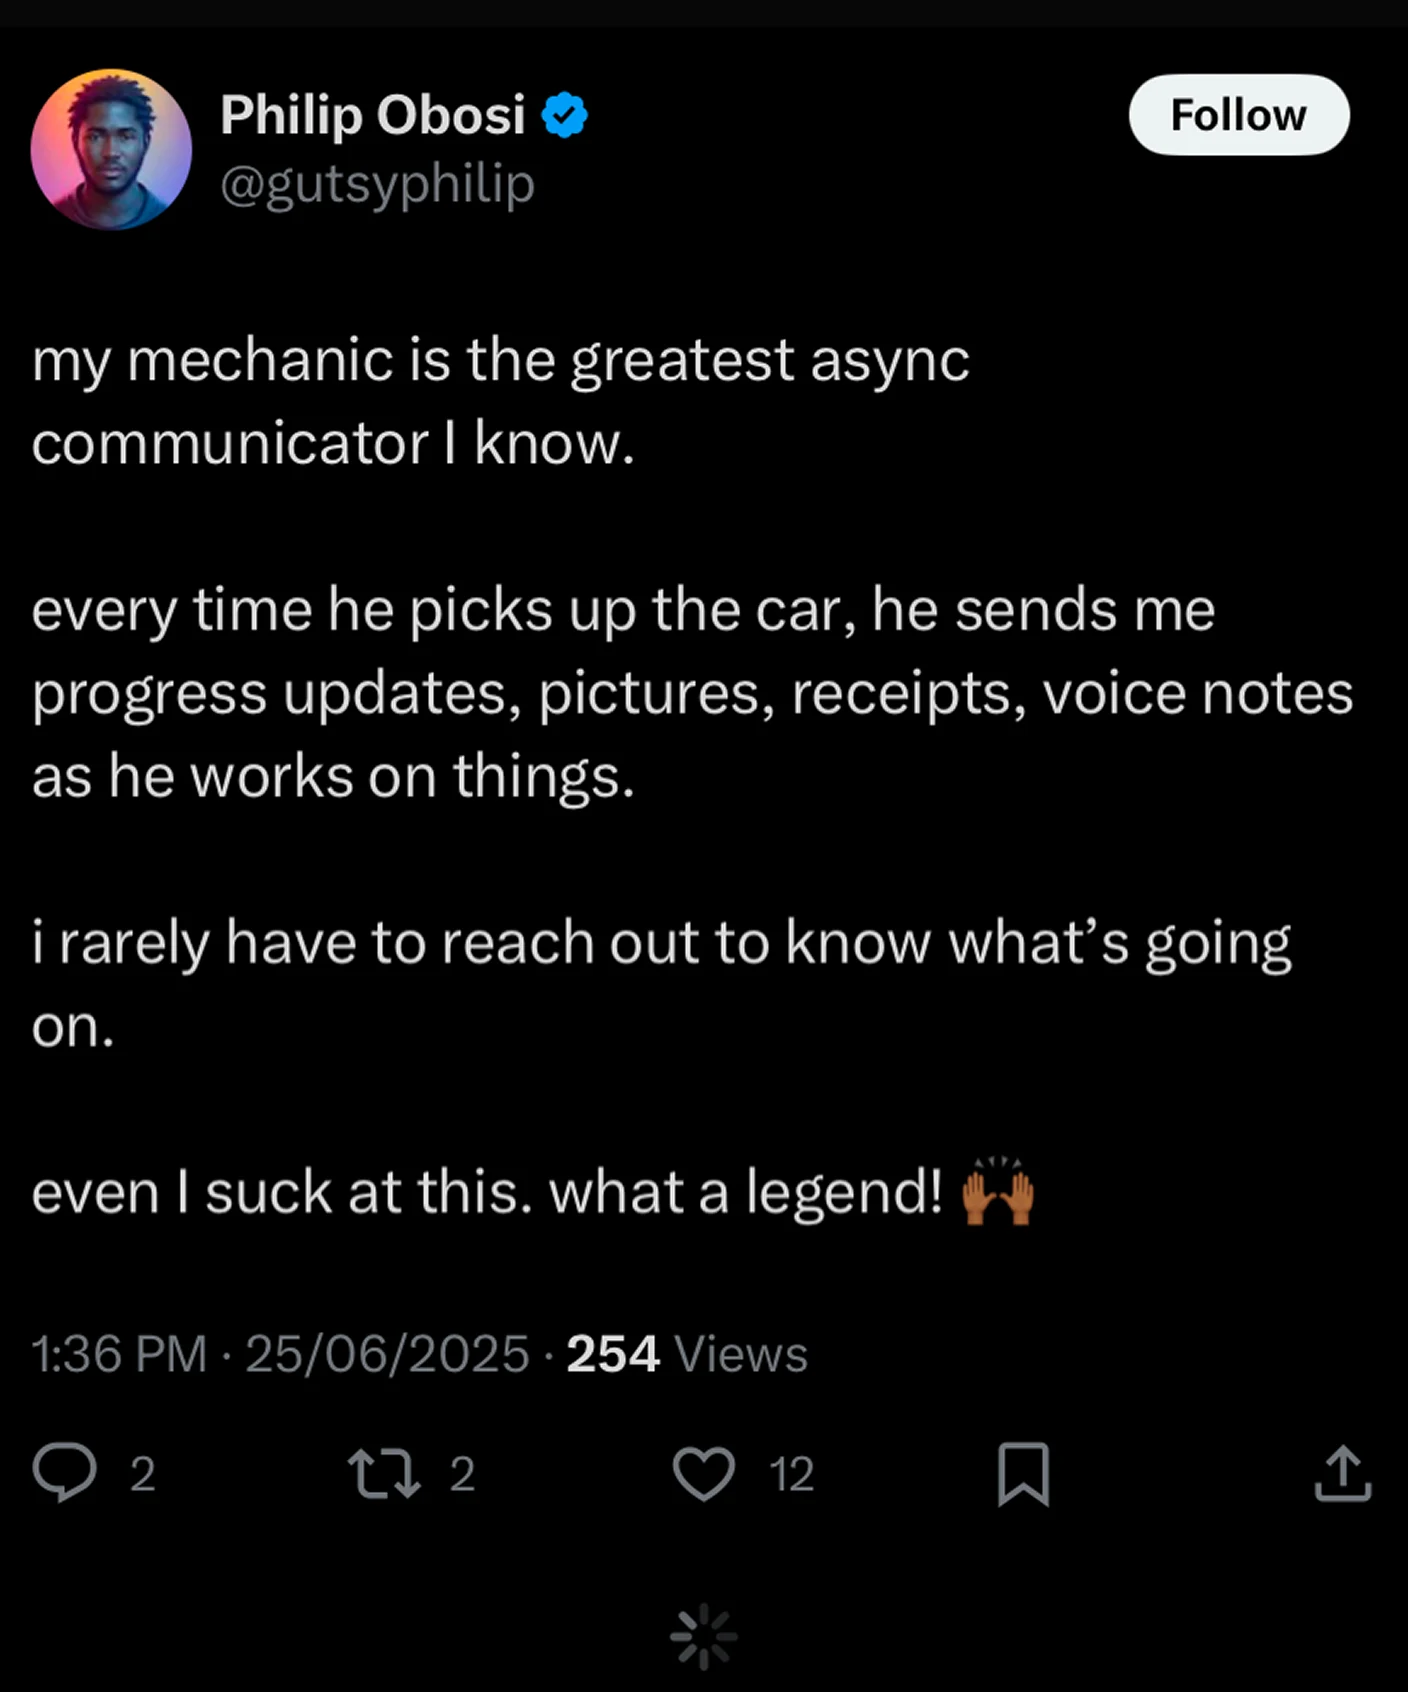 Philip Obosi
Follow
@gutsyphilip
my mechanic is the greatest async
communicator I know.
every time he picks up the car, he sends me
progress updates, pictures, receipts, voice notes
as he works on things.
i rarely have to reach out to know what’s going
on.
even I suck at this. what a legend! 🙌🏾
1:36 PM · 25/06/2025 · 254 Views
2 2 12